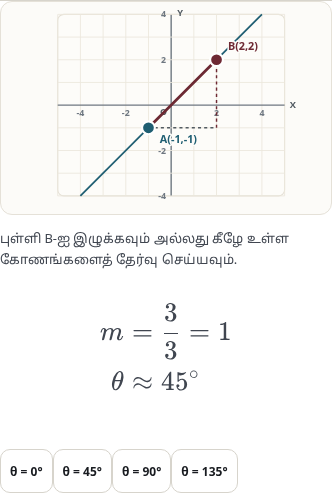 Y
4
B(2,2)
2
-4
-2
O
2
4
X
A(-1,-1)
-2
-4
புள்ளி B-ஐ இழுக்கவும் அல்லது கீழே உள்ள
கோணங்களைத் தேர்வு செய்யவும்.
m = 3/3 = 1
θ ≈ 45°
θ = 0°
θ = 45°
θ = 90°
θ = 135°